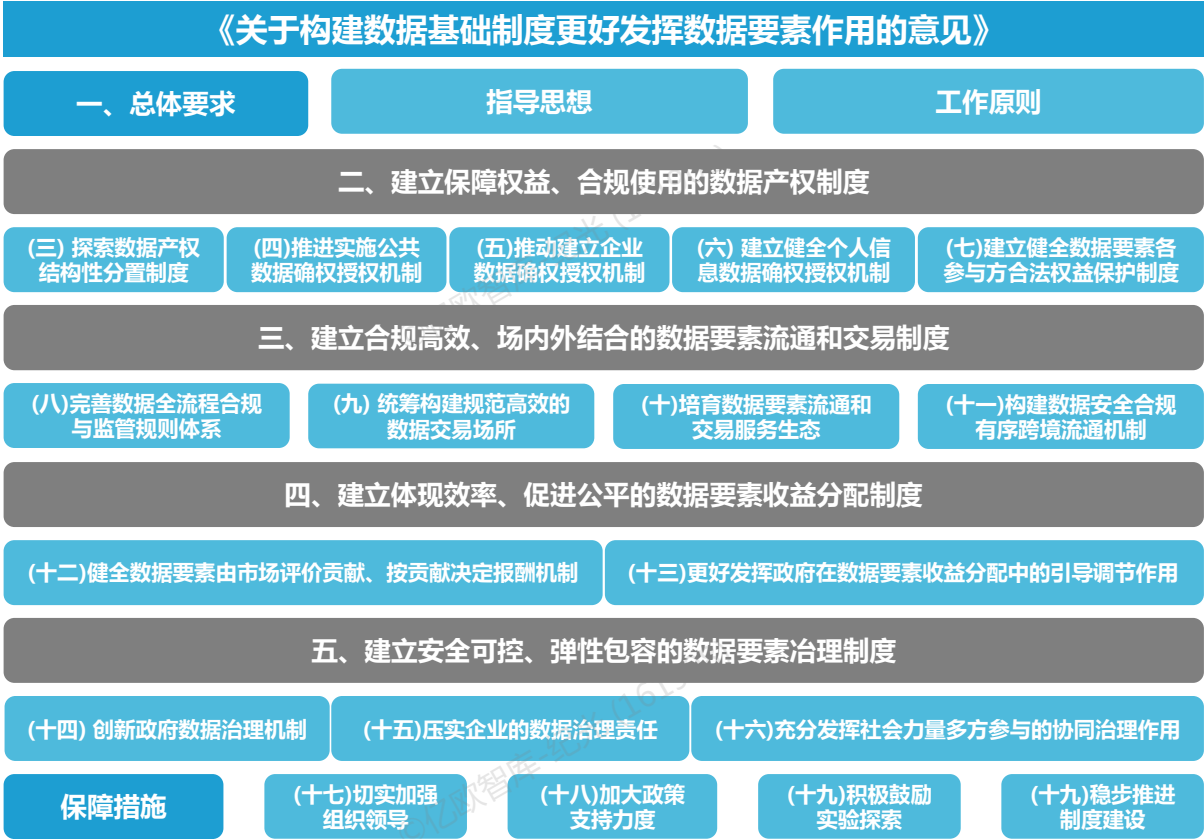 《关于构建数据基础制度更好发挥数据要素作用的意见》
一、总体要求
指导思想
工作原则
二、建立保障权益、合规使用的数据产权制度
(三) 探索数据产权
结构性分置制度
(四)推进实施公共
数据确权授权机制
(五)推动建立企业
数据确权授权机制
(六) 建立健全个人信
息数据确权授权机制
(七)建立健全数据要素各
参与方合法权益保护制度
三、建立合规高效、场内外结合的数据要素流通和交易制度
(八)完善数据全流程合规
与监管规则体系
(九) 统筹构建规范高效的
数据交易场所
(十)培育数据要素流通和
交易服务生态
(十一)构建数据安全合规
有序跨境流通机制
四、建立体现效率、促进公平的数据要素收益分配制度
(十二)健全数据要素由市场评价贡献、按贡献决定报酬机制
(十三)更好发挥政府在数据要素收益分配中的引导调节作用
五、建立安全可控、弹性包容的数据要素冶理制度
(十四) 创新政府数据治理机制
(十五)压实企业的数据治理责任
(十六)充分发挥社会力量多方参与的协同治理作用
保障措施
(十七)切实加强
组织领导
(十八)加大政策
支持力度
(十九)积极鼓励
实验探索
(十九)稳步推进
制度建设